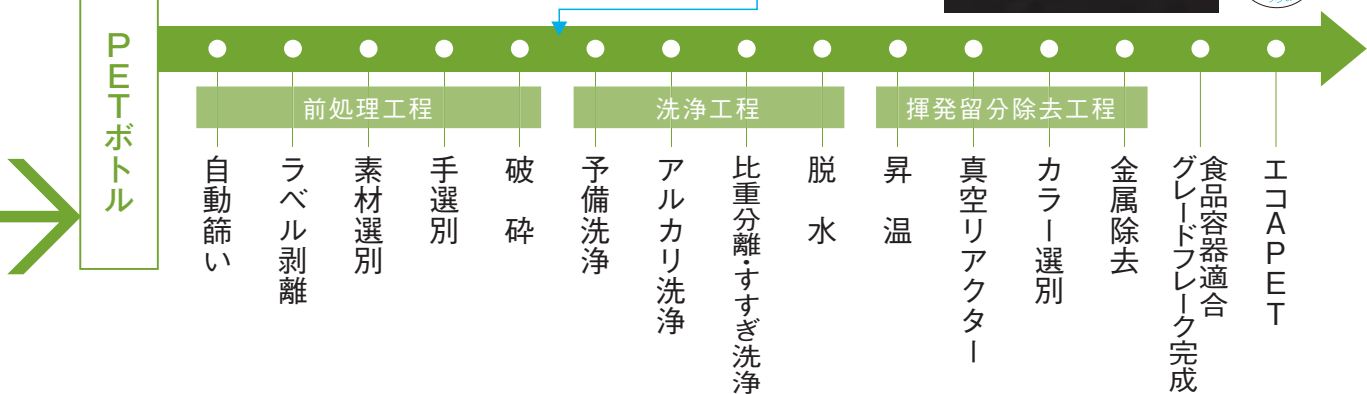 PETボトル
前処理工程
自動篩い
ラベル剥離
素材選別
手選別
破 砕
洗浄工程
予備洗浄
アルカリ洗浄
比重分離・すすぎ洗浄
脱 水
揮発留分除去工程
昇 温
真空リアクター
カラー選別
金属除去
食品容器適合
グレードフレーク完成
エコAPET